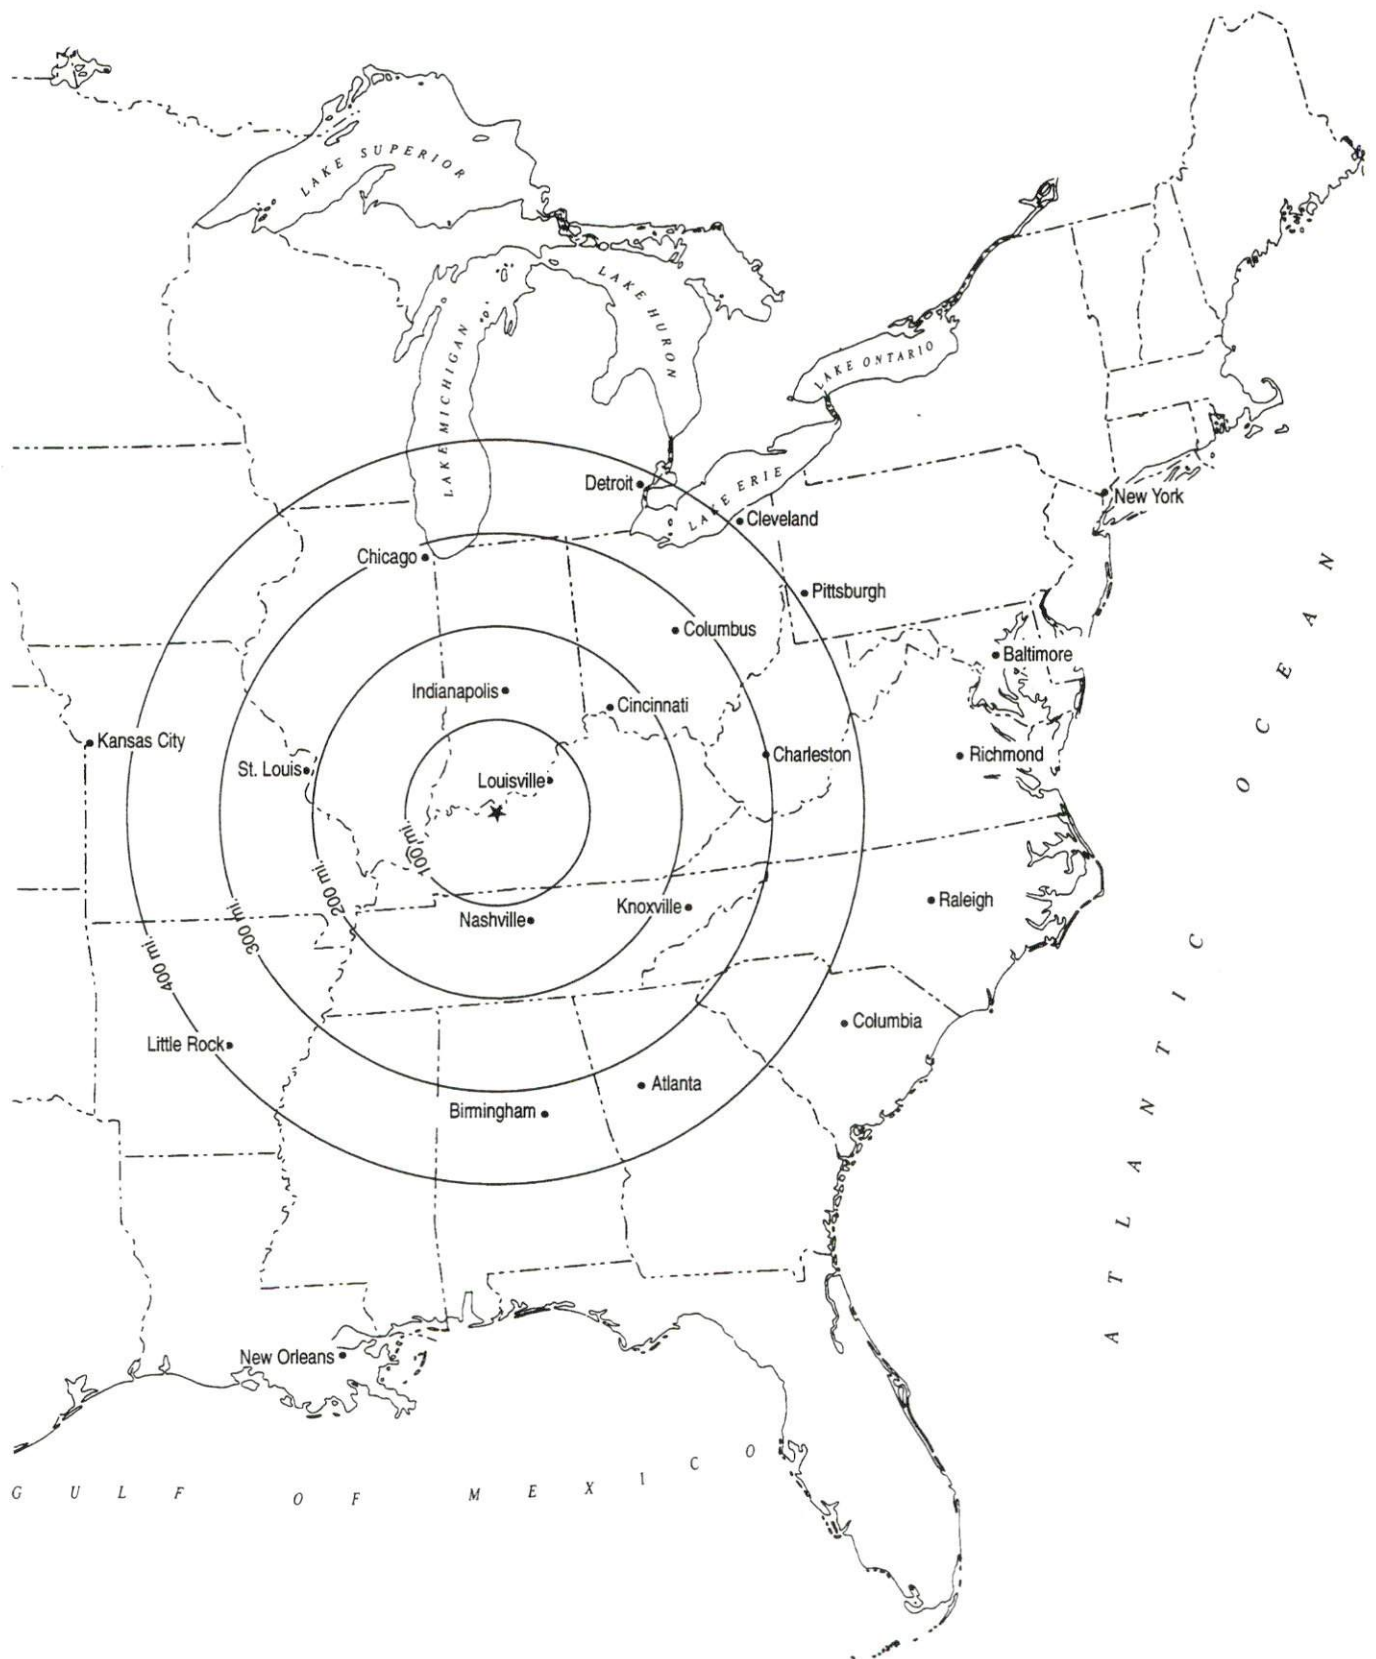 LAKE SUPERIOR
LAKE HURON
LAKE MICHIGAN
LAKE ONTARIO
LAKE ERIE
Detroit
New York
Cleveland
Chicago
Pittsburgh
Columbus
Baltimore
Indianapolis
Cincinnati
Kansas City
St. Louis
Louisville
Charleston
Richmond
100 mi.
200 mi.
300 mi.
400 mi.
Nashville
Knoxville
Raleigh
Little Rock
Columbia
Atlanta
Birmingham
New Orleans
ATLANTIC OCEAN
GULF OF MEXICO